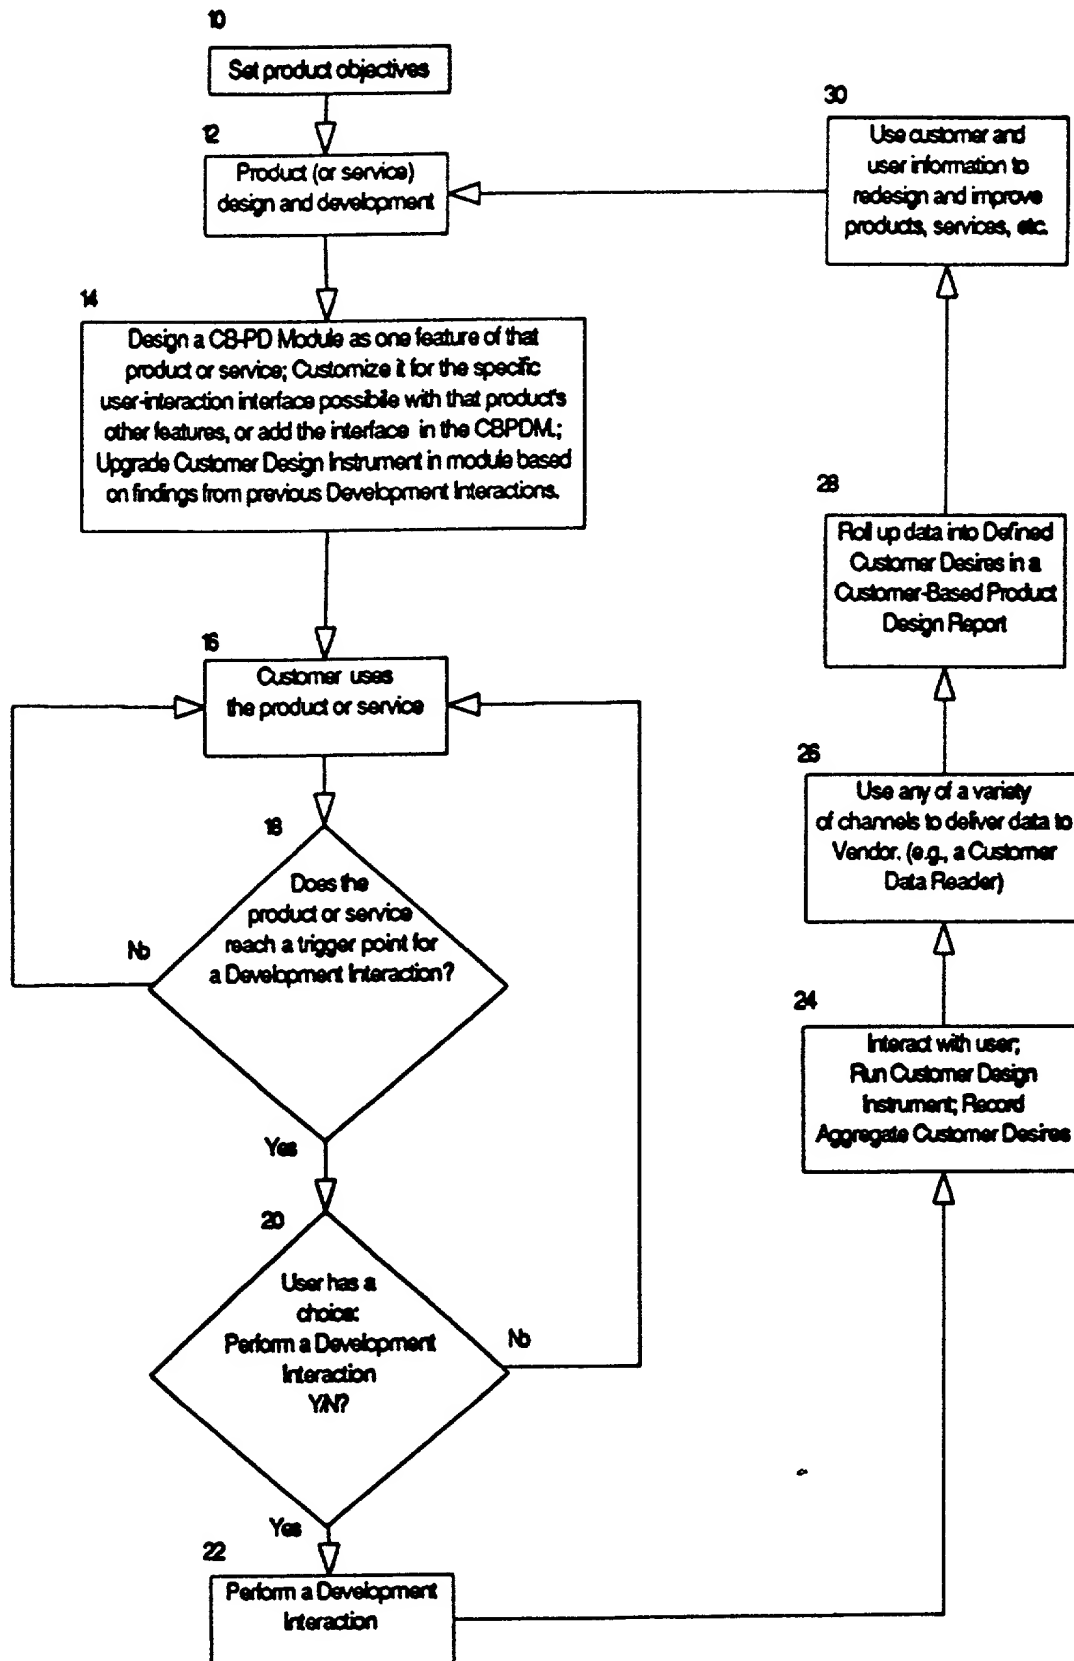 10
Set product objectives
12
Product (or service)
design and development
14
Design a CB-PD Module as one feature of that
product or service; Customize it for the specific
user-interaction interface possibile with that product's
other features, or add the interface in the CBPDM.;
Upgrade Customer Design Instrument in module based
on findings from previous Development Interactions.
16
Customer uses
the product or service
18
Does the
product or service
reach a trigger point for
a Development Interaction?
No
Yes
20
User has a
choice:
Perform a Development
Interaction
Y/N?
No
Yes
22
Perform a Development
Interaction
24
Interact with user;
Run Customer Design
Instrument; Record
Aggregate Customer Desires
26
Use any of a variety
of channels to deliver data to
Vendor. (e.g., a Customer
Data Reader)
28
Roll up data into Defined
Customer Desires in a
Customer-Based Product
Design Report
30
Use customer and
user information to
redesign and improve
products, services, etc.